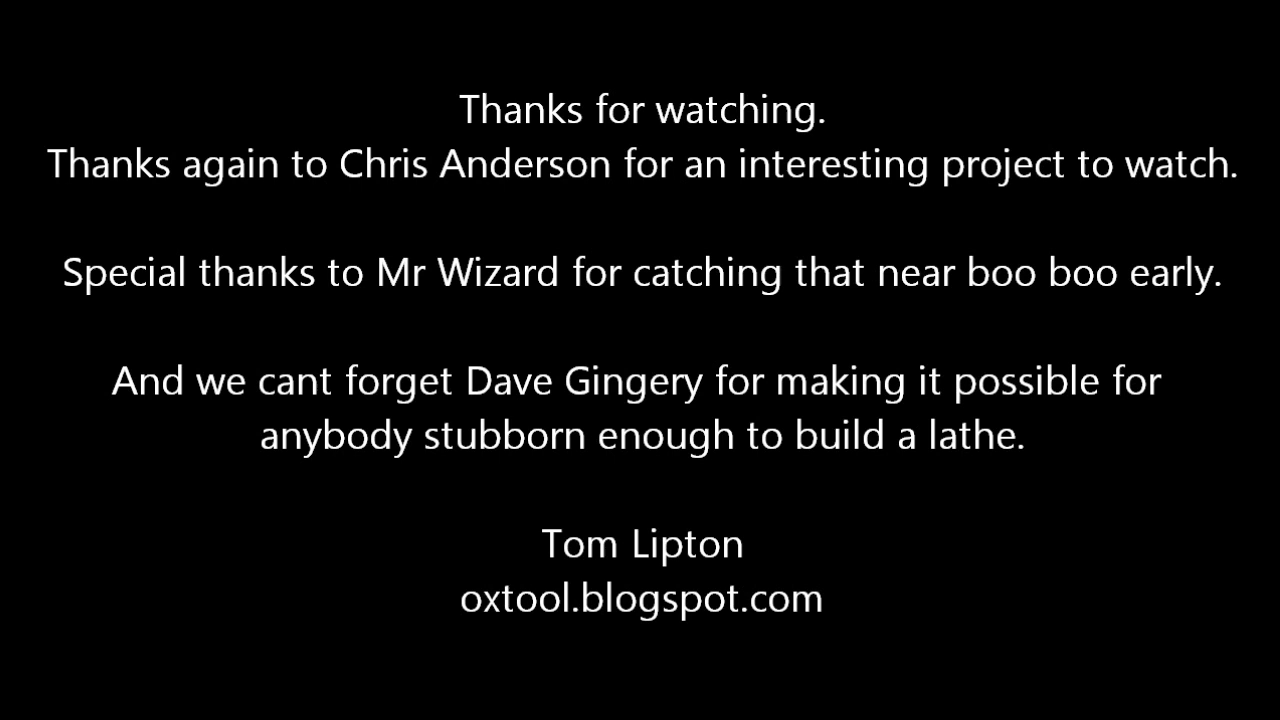 Thanks for watching.
Thanks again to Chris Anderson for an interesting project to watch.
Special thanks to Mr Wizard for catching that near boo boo early.
And we cant forget Dave Gingery for making it possible for
anybody stubborn enough to build a lathe.
Tom Lipton
oxtool.blogspot.com